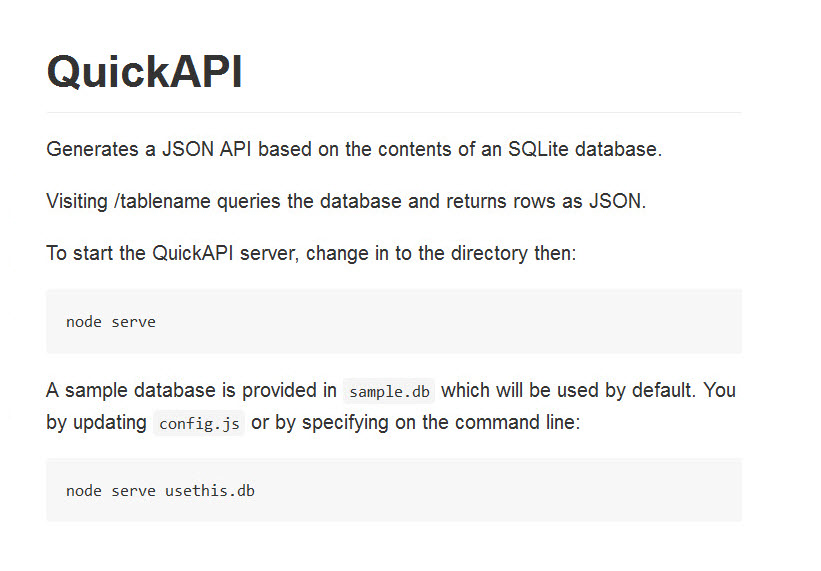 QuickAPI
Generates a JSON API based on the contents of an SQLite database.
Visiting /tablename queries the database and returns rows as JSON.
To start the QuickAPI server, change in to the directory then:
node serve
A sample database is provided in sample.db which will be used by default. You
by updating config.js or by specifying on the command line:
node serve usethis.db